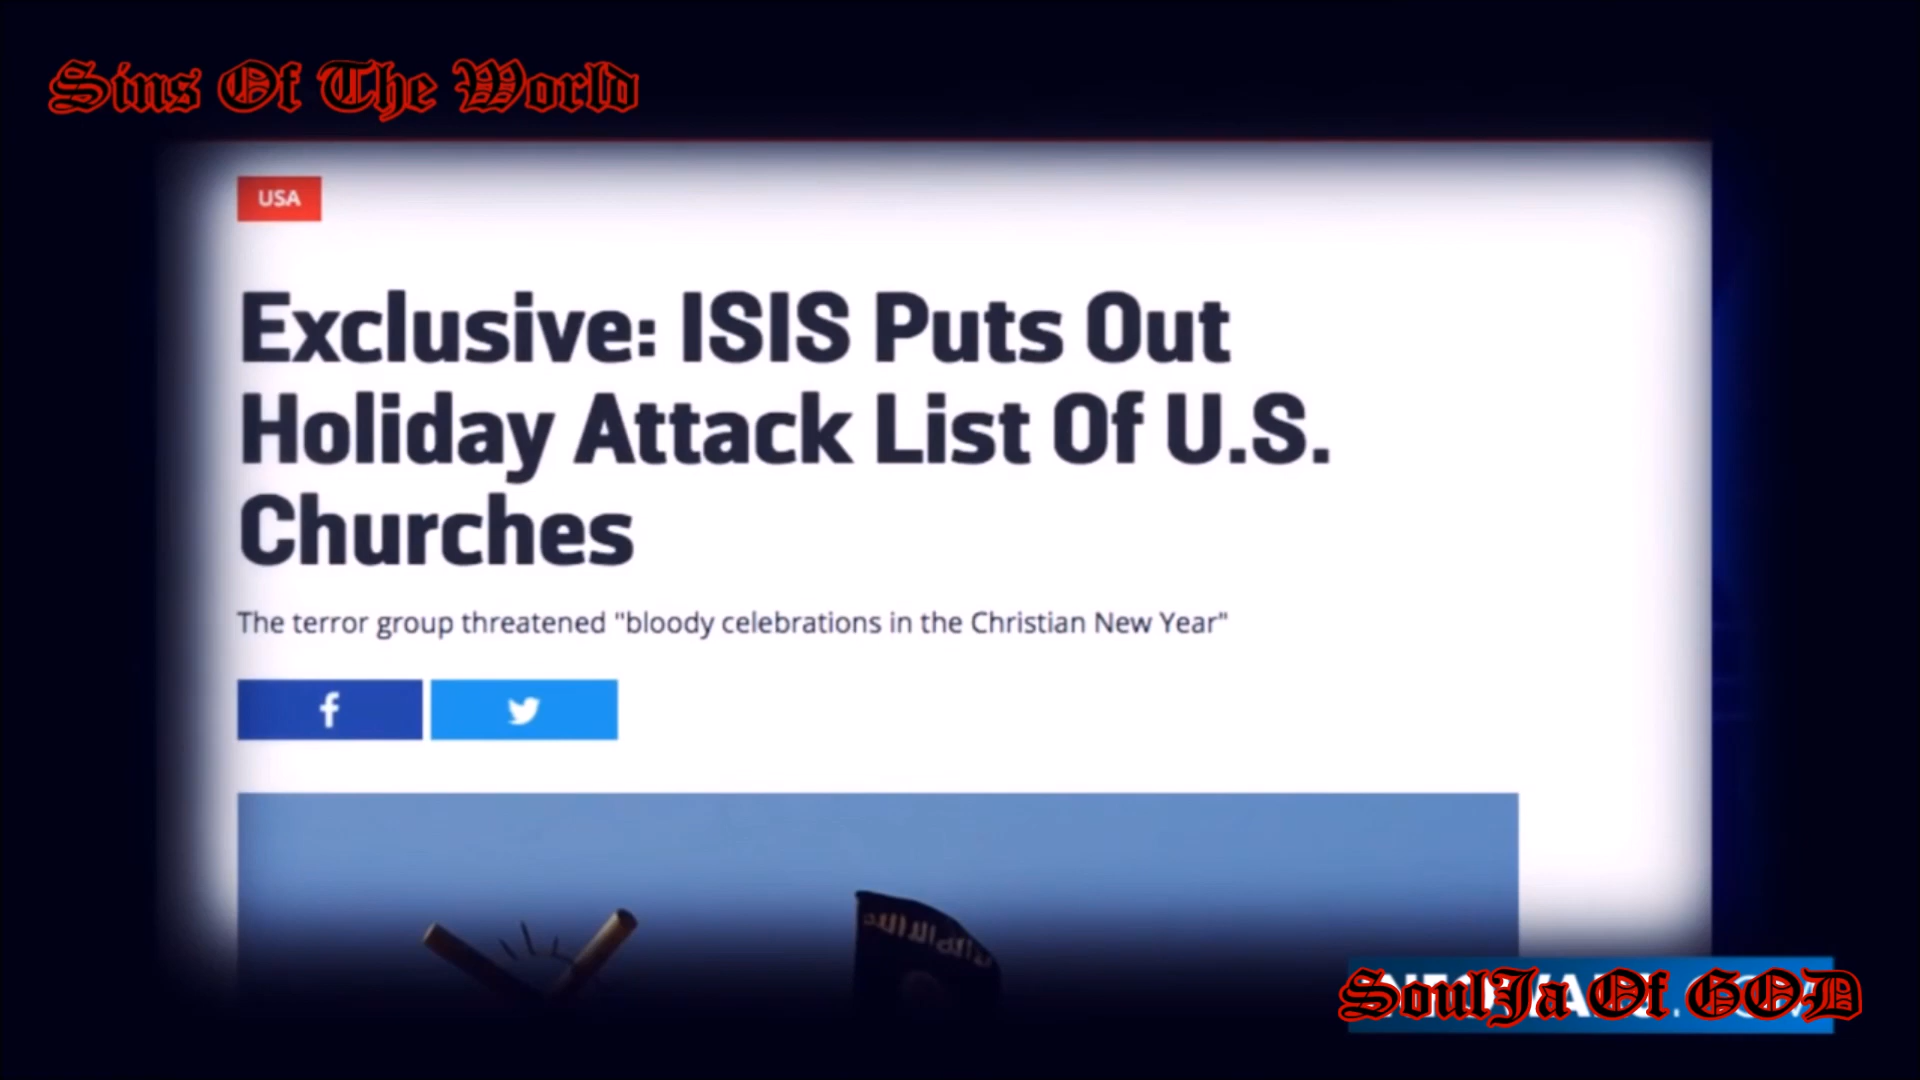 Sins Of The World
USA
Exclusive: ISIS Puts Out
Holiday Attack List Of U.S.
Churches
The terror group threatened "bloody celebrations in the Christian New Year"
SoulJa Of GOD